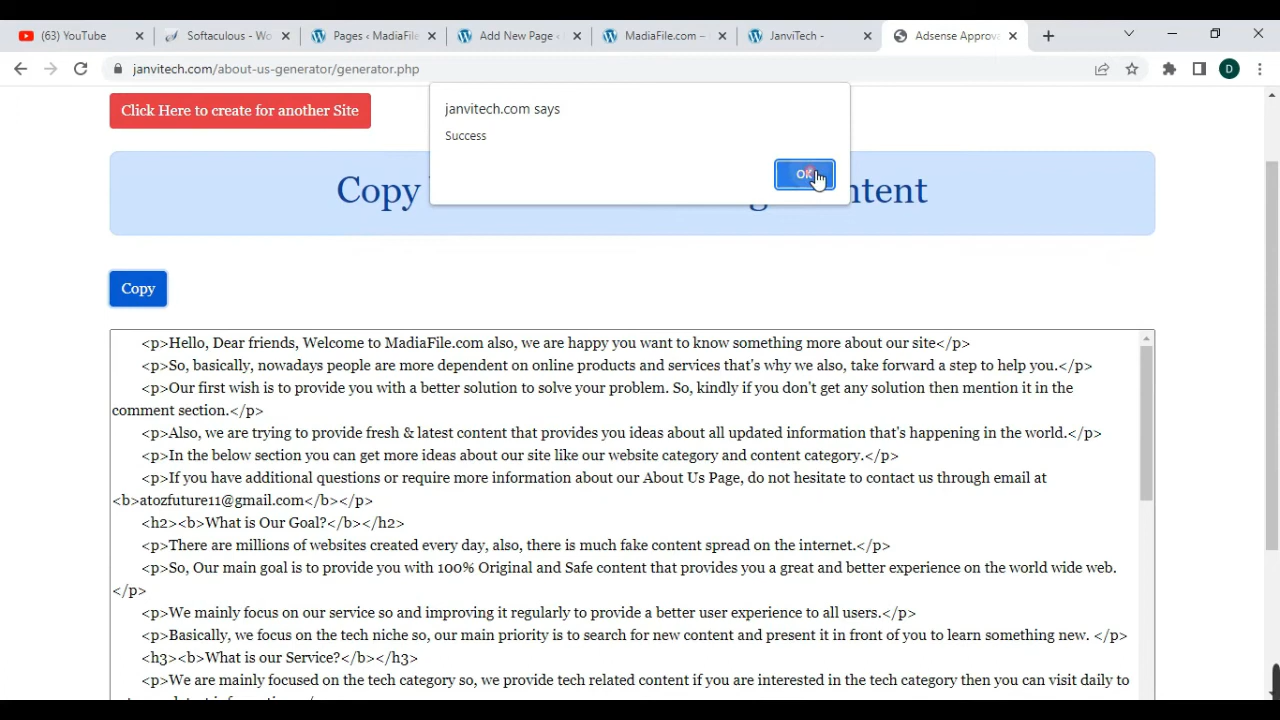 (63) YouTube
Softaculous - Wo
Pages ‹ MadiaFile
Add New Page ‹
MadiaFile.com –
JanviTech -
Adsense Approva
janvitech.com/about-us-generator/generator.php
D
Click Here to create for another Site
janvitech.com says
Success
OK
Copy
ntent
Copy
<p>Hello, Dear friends, Welcome to MadiaFile.com also, we are happy you want to know something more about our site</p>
<p>So, basically, nowadays people are more dependent on online products and services that's why we also, take forward a step to help you.</p>
<p>Our first wish is to provide you with a better solution to solve your problem. So, kindly if you don't get any solution then mention it in the
comment section.</p>
<p>Also, we are trying to provide fresh & latest content that provides you ideas about all updated information that's happening in the world.</p>
<p>In the below section you can get more ideas about our site like our website category and content category.</p>
<p>If you have additional questions or require more information about our About Us Page, do not hesitate to contact us through email at
<b>atozfuture11@gmail.com</b></p>
<h2><b>What is Our Goal?</b></h2>
<p>There are millions of websites created every day, also, there is much fake content spread on the internet.</p>
<p>So, Our main goal is to provide you with 100% Original and Safe content that provides you a great and better experience on the world wide web.
</p>
<p>We mainly focus on our service so and improving it regularly to provide a better user experience to all users.</p>
<p>Basically, we focus on the tech niche so, our main priority is to search for new content and present it in front of you to learn something new. </p>
<h3><b>What is our Service?</b></h3>
<p>We are mainly focused on the tech category so, we provide tech related content if you are interested in the tech category then you can visit daily to